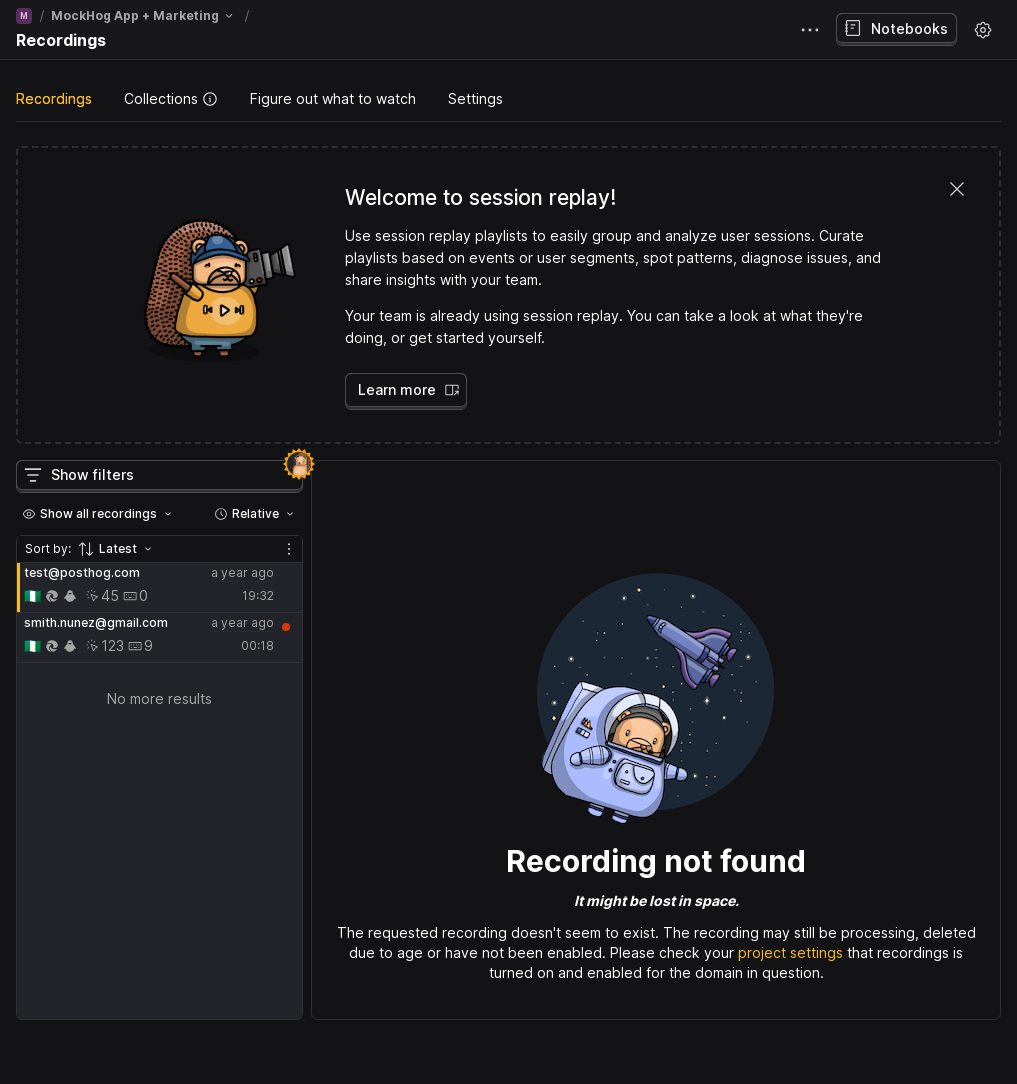 M / MockHog App + Marketing /
Recordings
Notebooks
Recordings Collections Figure out what to watch Settings
Welcome to session replay!
Use session replay playlists to easily group and analyze user sessions. Curate
playlists based on events or user segments, spot patterns, diagnose issues, and
share insights with your team.
Your team is already using session replay. You can take a look at what they're
doing, or get started yourself.
Learn more
Show filters
Show all recordings Relative
Sort by: Latest
test@posthog.com a year ago
45 0 19:32
smith.nunez@gmail.com a year ago
123 9 00:18
No more results
Recording not found
It might be lost in space.
The requested recording doesn't seem to exist. The recording may still be processing, deleted
due to age or have not been enabled. Please check your project settings that recordings is
turned on and enabled for the domain in question.